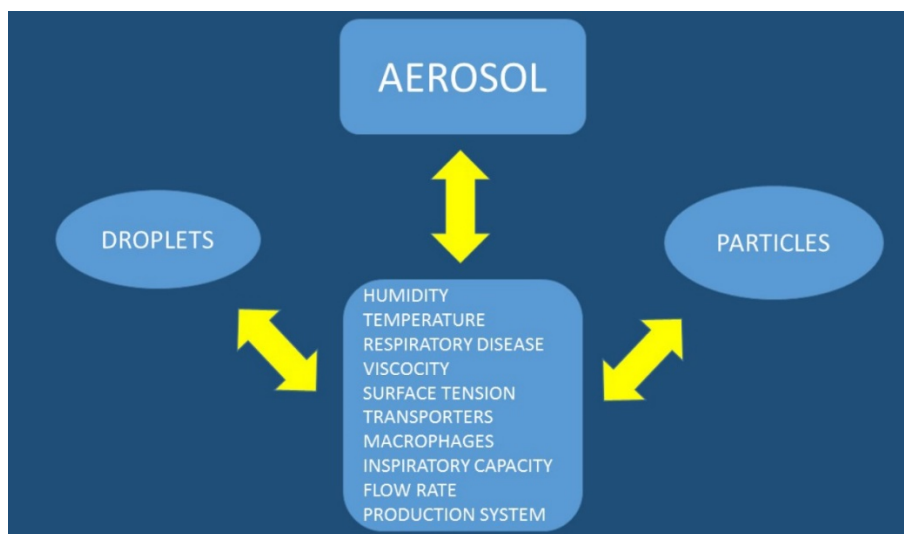 AEROSOL
DROPLETS
PARTICLES
HUMIDITY
TEMPERATURE
RESPIRATORY DISEASE
VISCOCITY
SURFACE TENSION
TRANSPORTERS
MACROPHAGES
INSPIRATORY CAPACITY
FLOW RATE
PRODUCTION SYSTEM